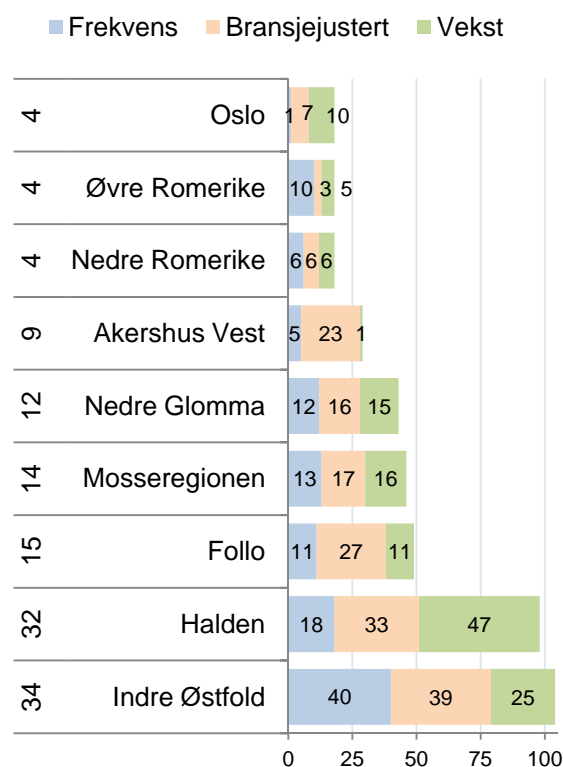 Frekvens Bransjejustert Vekst
4 Oslo 1 7 10
4 Øvre Romerike 10 3 5
4 Nedre Romerike 6 6 6
9 Akershus Vest 5 23 1
12 Nedre Glomma 12 16 15
14 Mosseregionen 13 17 16
15 Follo 11 27 11
32 Halden 18 33 47
34 Indre Østfold 40 39 25
0 25 50 75 100